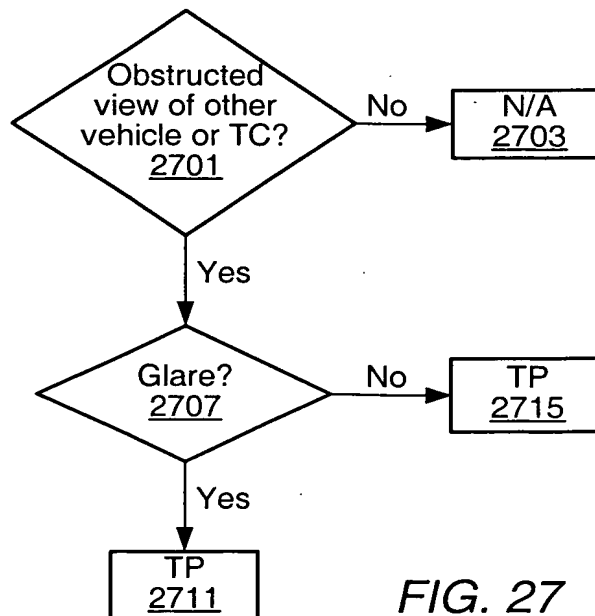 Obstructed
view of other
vehicle or TC?
2701
No
N/A
2703
Yes
Glare?
2707
No
TP
2715
Yes
TP
2711
FIG. 27